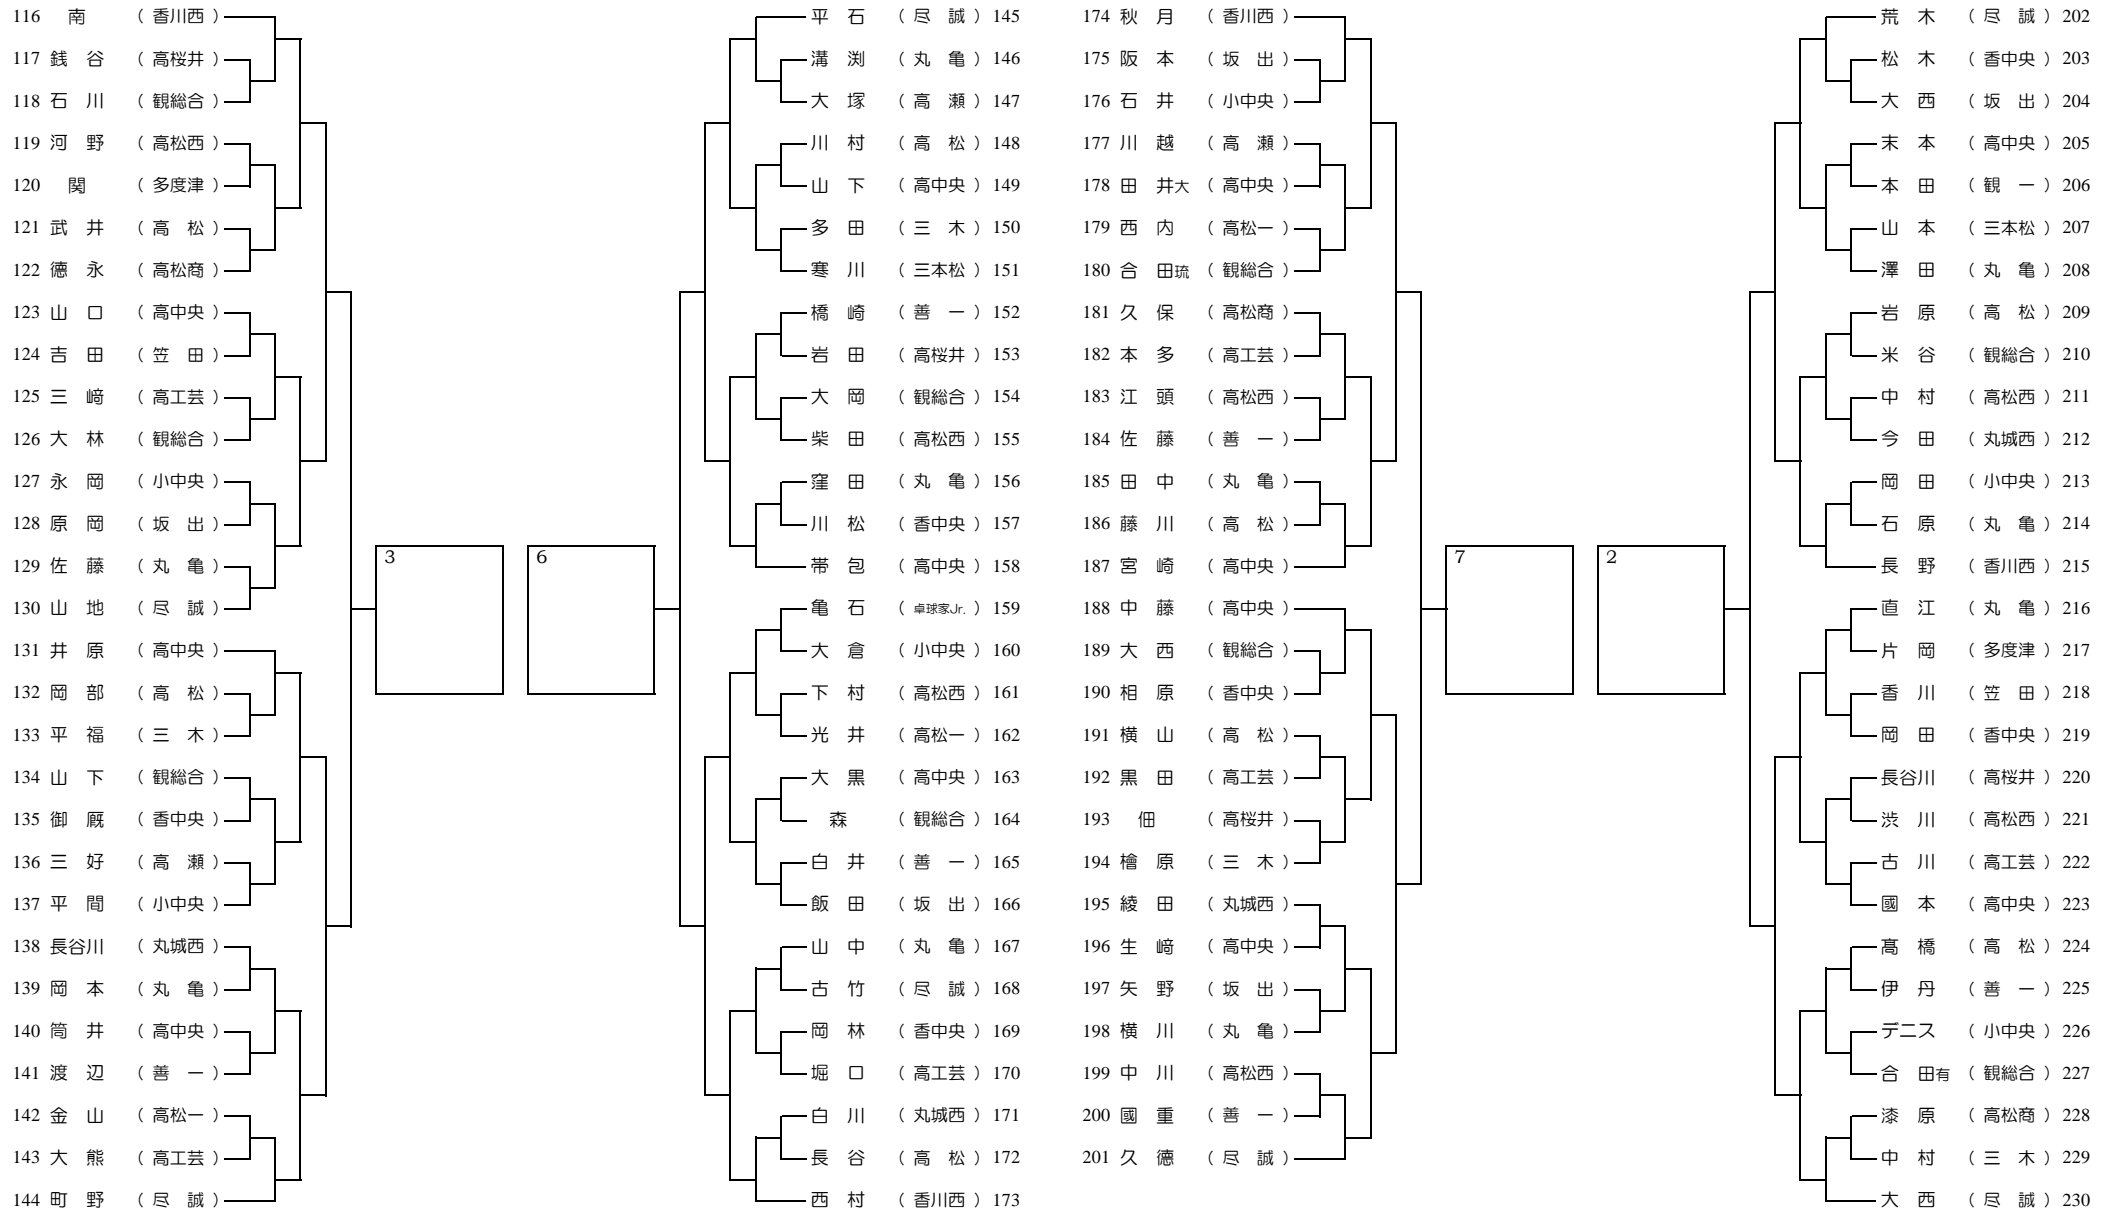 116 南 （ 香川西 ）
117 銭 谷 （ 高桜井 ）
118 石 川 （ 観総合 ）
119 河 野 （ 高松西 ）
120 関 （ 多度津 ）
121 武 井 （ 高 松 ）
122 德 永 （ 高松商 ）
123 山 口 （ 高中央 ）
124 吉 田 （ 笠 田 ）
125 三 﨑 （ 高工芸 ）
126 大 林 （ 観総合 ）
127 永 岡 （ 小中央 ）
128 原 岡 （ 坂 出 ）
129 佐 藤 （ 丸 亀 ）
130 山 地 （ 尽 誠 ）
131 井 原 （ 高中央 ）
132 岡 部 （ 高 松 ）
133 平 福 （ 三 木 ）
134 山 下 （ 観総合 ）
135 御 厩 （ 香中央 ）
136 三 好 （ 高 瀬 ）
137 平 間 （ 小中央 ）
138 長谷川 （ 丸城西 ）
139 岡 本 （ 丸 亀 ）
140 筒 井 （ 高中央 ）
141 渡 辺 （ 善 一 ）
142 金 山 （ 高松一 ）
143 大 熊 （ 高工芸 ）
144 町 野 （ 尽 誠 ）
3
6
平 石 （ 尽 誠 ） 145
溝 渕 （ 丸 亀 ） 146
大 塚 （ 高 瀬 ） 147
川 村 （ 高 松 ） 148
山 下 （ 高中央 ） 149
多 田 （ 三 木 ） 150
寒 川 （ 三本松 ） 151
橋 崎 （ 善 一 ） 152
岩 田 （ 高桜井 ） 153
大 岡 （ 観総合 ） 154
柴 田 （ 高松西 ） 155
窪 田 （ 丸 亀 ） 156
川 松 （ 香中央 ） 157
帯 包 （ 高中央 ） 158
亀 石 （ 卓球家Jr. ） 159
大 倉 （ 小中央 ） 160
下 村 （ 高松西 ） 161
光 井 （ 高松一 ） 162
大 黒 （ 高中央 ） 163
森 （ 観総合 ） 164
白 井 （ 善 一 ） 165
飯 田 （ 坂 出 ） 166
山 中 （ 丸 亀 ） 167
古 竹 （ 尽 誠 ） 168
岡 林 （ 香中央 ） 169
堀 口 （ 高工芸 ） 170
白 川 （ 丸城西 ） 171
長 谷 （ 高 松 ） 172
西 村 （ 香川西 ） 173
174 秋 月 （ 香川西 ）
175 阪 本 （ 坂 出 ）
176 石 井 （ 小中央 ）
177 川 越 （ 高 瀬 ）
178 田 井大 （ 高中央 ）
179 西 内 （ 高松一 ）
180 合 田琉 （ 観総合 ）
181 久 保 （ 高松商 ）
182 本 多 （ 高工芸 ）
183 江 頭 （ 高松西 ）
184 佐 藤 （ 善 一 ）
185 田 中 （ 丸 亀 ）
186 藤 川 （ 高 松 ）
187 宮 崎 （ 高中央 ）
188 中 藤 （ 高中央 ）
189 大 西 （ 観総合 ）
190 相 原 （ 香中央 ）
191 横 山 （ 高 松 ）
192 黒 田 （ 高工芸 ）
193 佃 （ 高桜井 ）
194 檜 原 （ 三 木 ）
195 綾 田 （ 丸城西 ）
196 生 﨑 （ 高中央 ）
197 矢 野 （ 坂 出 ）
198 横 川 （ 丸 亀 ）
199 中 川 （ 高松西 ）
200 國 重 （ 善 一 ）
201 久 德 （ 尽 誠 ）
7
2
荒 木 （ 尽 誠 ） 202
松 木 （ 香中央 ） 203
大 西 （ 坂 出 ） 204
末 本 （ 高中央 ） 205
本 田 （ 観 一 ） 206
山 本 （ 三本松 ） 207
澤 田 （ 丸 亀 ） 208
岩 原 （ 高 松 ） 209
米 谷 （ 観総合 ） 210
中 村 （ 高松西 ） 211
今 田 （ 丸城西 ） 212
岡 田 （ 小中央 ） 213
石 原 （ 丸 亀 ） 214
長 野 （ 香川西 ） 215
直 江 （ 丸 亀 ） 216
片 岡 （ 多度津 ） 217
香 川 （ 笠 田 ） 218
岡 田 （ 香中央 ） 219
長谷川 （ 高桜井 ） 220
渋 川 （ 高松西 ） 221
古 川 （ 高工芸 ） 222
國 本 （ 高中央 ） 223
髙 橋 （ 高 松 ） 224
伊 丹 （ 善 一 ） 225
デニス （ 小中央 ） 226
合 田有 （ 観総合 ） 227
漆 原 （ 高松商 ） 228
中 村 （ 三 木 ） 229
大 西 （ 尽 誠 ） 230